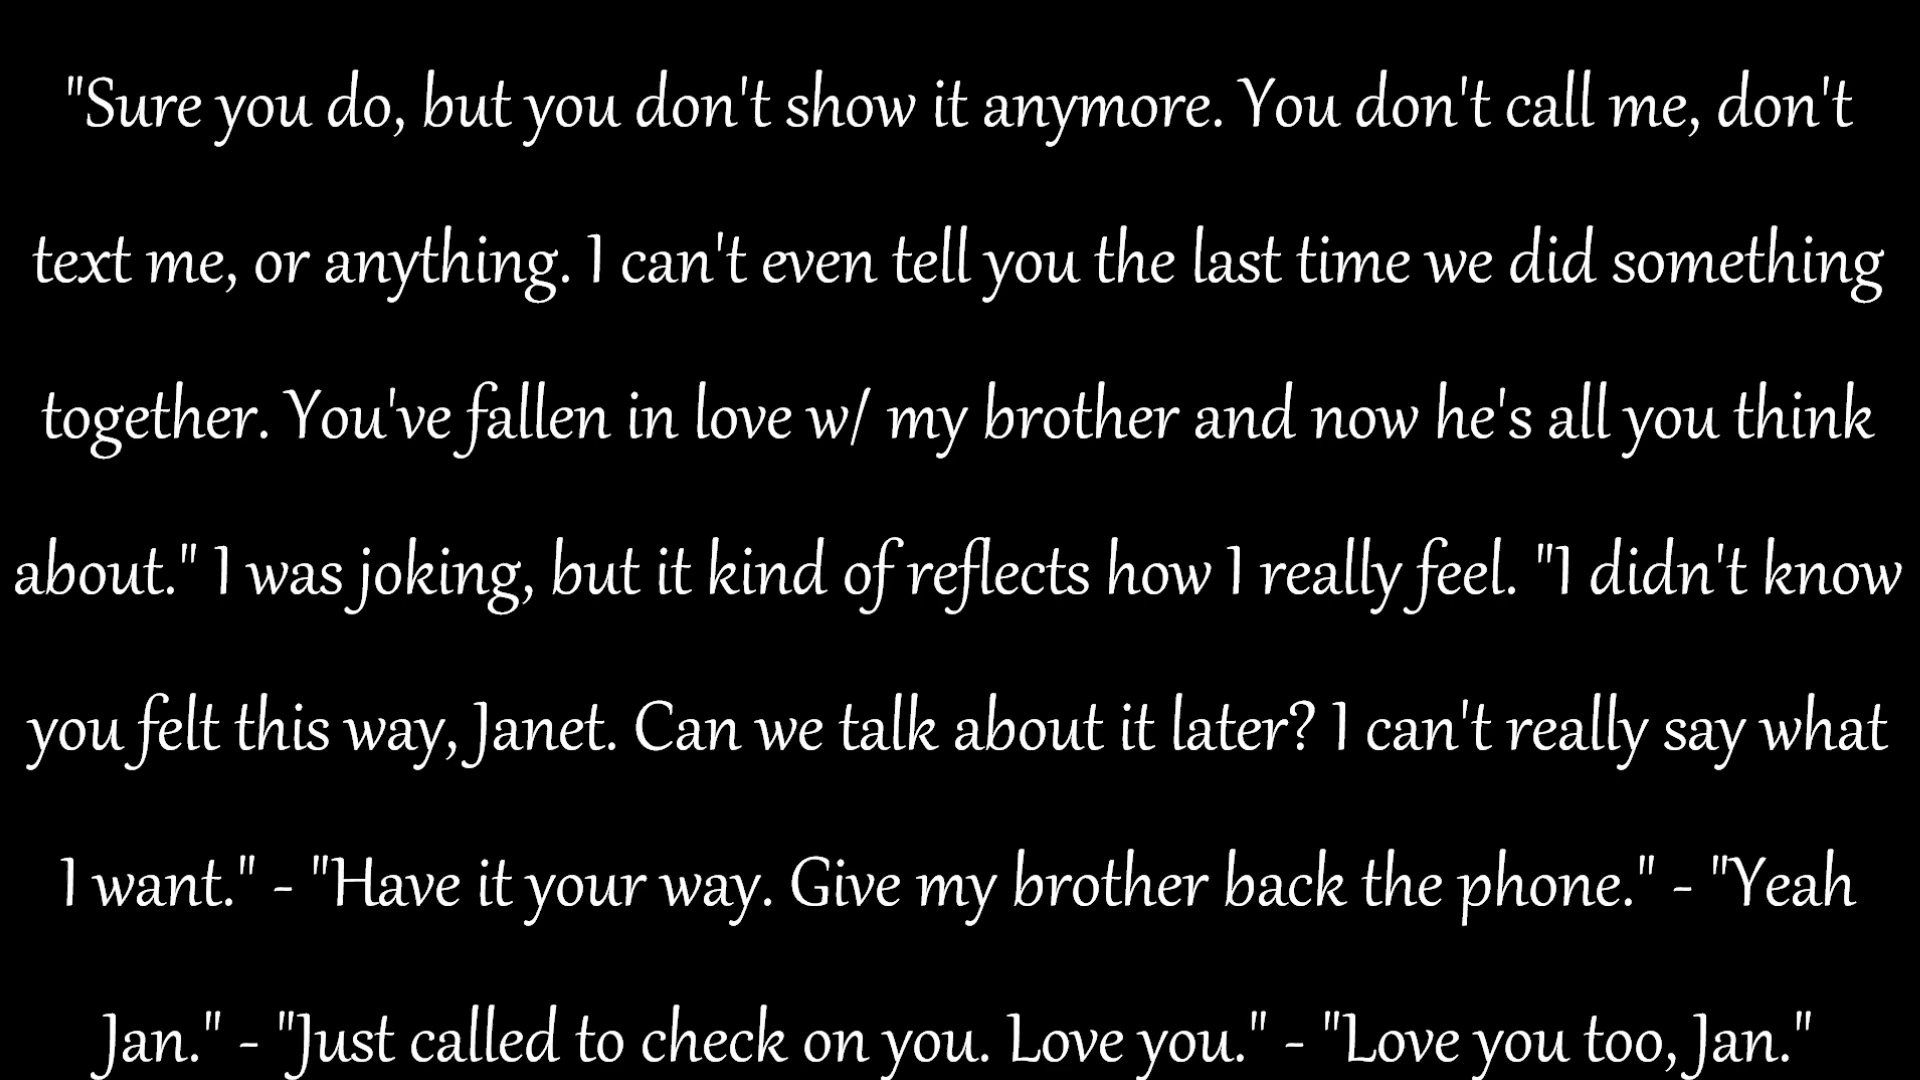 "Sure you do, but you don't show it anymore. You don't call me, don't
text me, or anything. I can't even tell you the last time we did something
together. You've fallen in love w/ my brother and now he's all you think
about." I was joking, but it kind of reflects how I really feel. "I didn't know
you felt this way, Janet. Can we talk about it later? I can't really say what
I want." - "Have it your way. Give my brother back the phone." - "Yeah
Jan." - "Just called to check on you. Love you." - "Love you too, Jan."